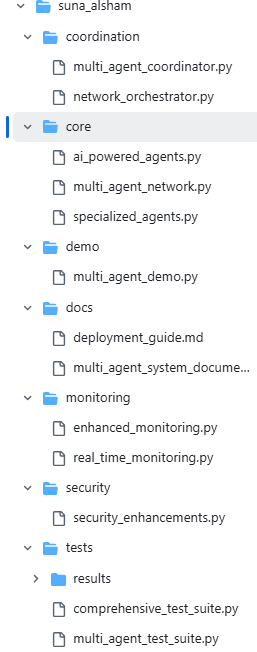 suna_alsham
coordination
multi_agent_coordinator.py
network_orchestrator.py
core
ai_powered_agents.py
multi_agent_network.py
specialized_agents.py
demo
multi_agent_demo.py
docs
deployment_guide.md
multi_agent_system_docume...
monitoring
enhanced_monitoring.py
real_time_monitoring.py
security
security_enhancements.py
tests
results
comprehensive_test_suite.py
multi_agent_test_suite.py